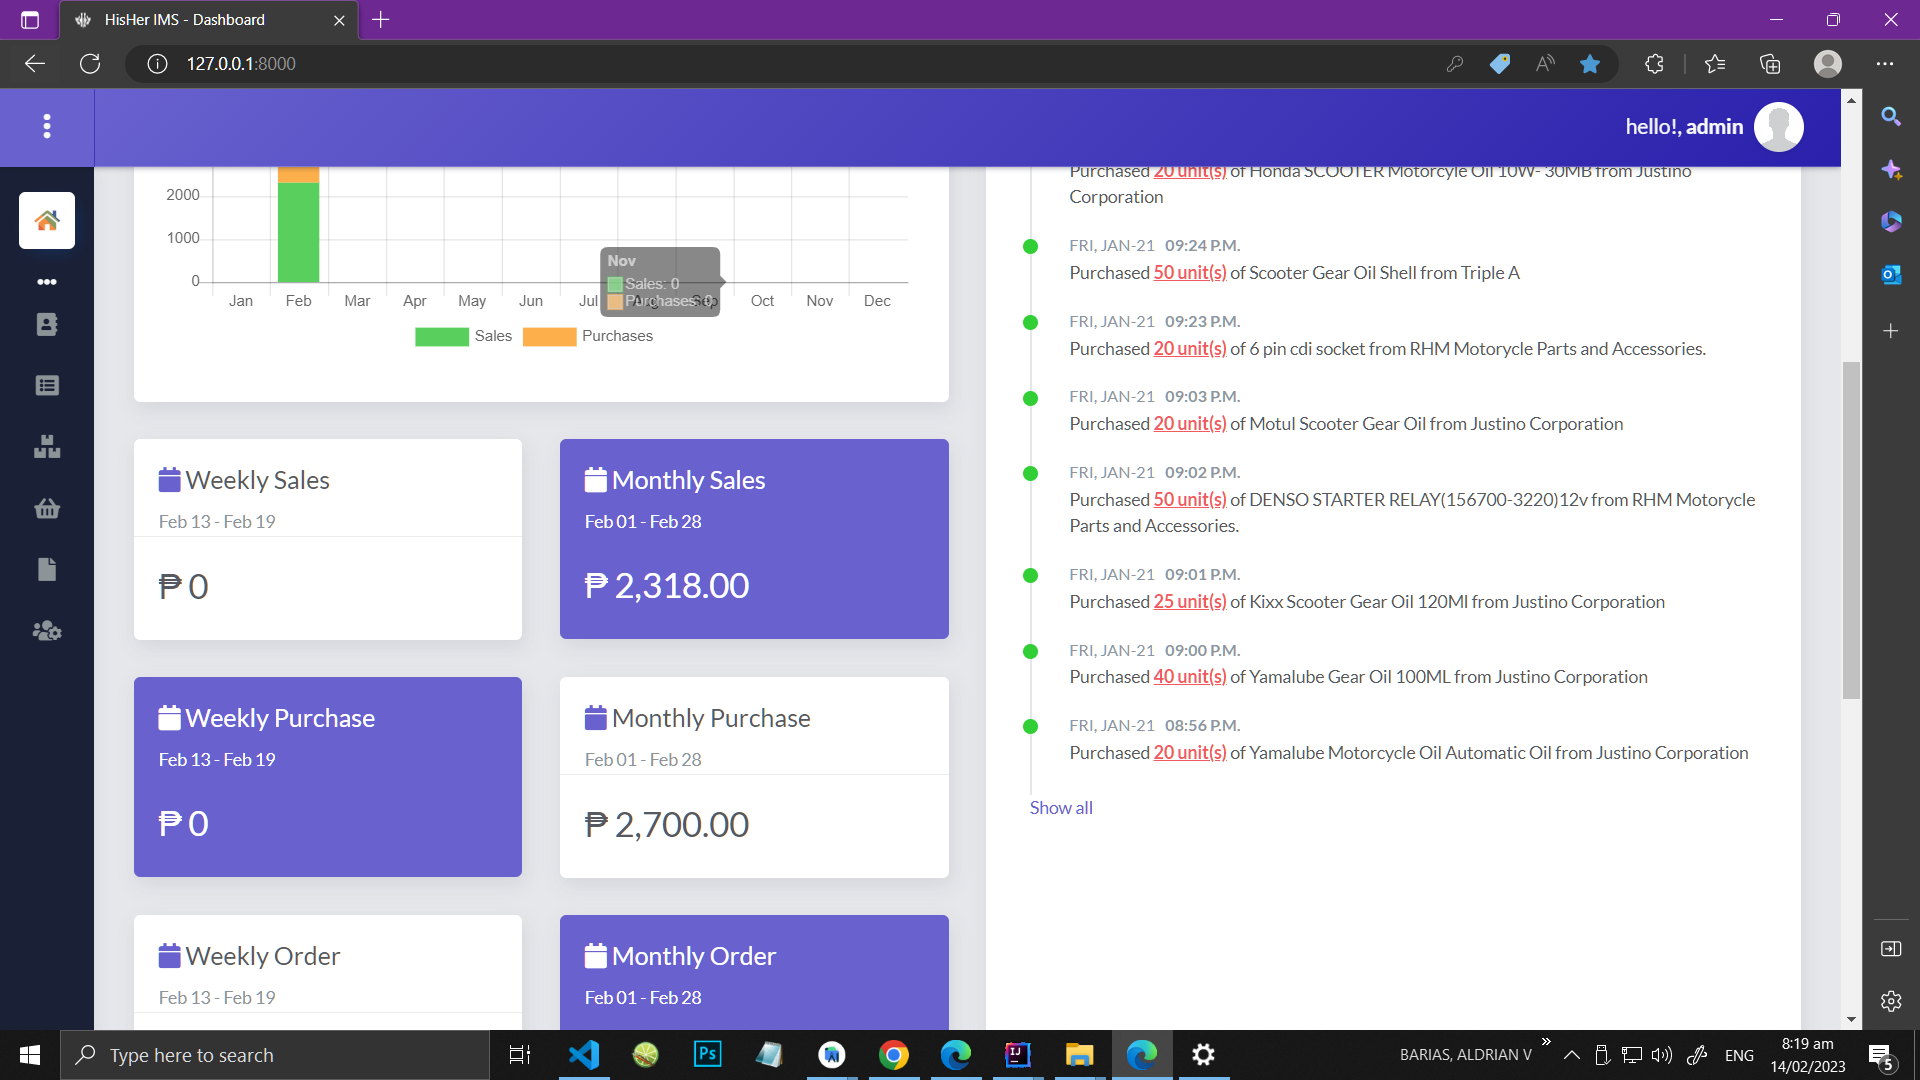 HisHer IMS - Dashboard
127.0.0.1:8000
hello!, admin
2000
1000
0
Nov
Sales: 0
Purchases: 0
Jan Feb Mar Apr May Jun Jul Aug Sep Oct Nov Dec
Sales Purchases
Weekly Sales
Feb 13 - Feb 19
₱ 0
Monthly Sales
Feb 01 - Feb 28
₱ 2,318.00
Weekly Purchase
Feb 13 - Feb 19
₱ 0
Monthly Purchase
Feb 01 - Feb 28
₱ 2,700.00
Weekly Order
Feb 13 - Feb 19
Monthly Order
Feb 01 - Feb 28
Purchased 20 unit(s) of Honda SCOOTER Motorcyle Oil 10W- 30MB from Justino
Corporation
FRI, JAN-21 09:24 P.M.
Purchased 50 unit(s) of Scooter Gear Oil Shell from Triple A
FRI, JAN-21 09:23 P.M.
Purchased 20 unit(s) of 6 pin cdi socket from RHM Motorycle Parts and Accessories.
FRI, JAN-21 09:03 P.M.
Purchased 20 unit(s) of Motul Scooter Gear Oil from Justino Corporation
FRI, JAN-21 09:02 P.M.
Purchased 50 unit(s) of DENSO STARTER RELAY(156700-3220)12v from RHM Motorycle
Parts and Accessories.
FRI, JAN-21 09:01 P.M.
Purchased 25 unit(s) of Kixx Scooter Gear Oil 120Ml from Justino Corporation
FRI, JAN-21 09:00 P.M.
Purchased 40 unit(s) of Yamalube Gear Oil 100ML from Justino Corporation
FRI, JAN-21 08:56 P.M.
Purchased 20 unit(s) of Yamalube Motorcycle Oil Automatic Oil from Justino Corporation
Show all
Type here to search
Ps
IJ
BARIAS, ALDRIAN V
ENG
8:19 am
14/02/2023
5